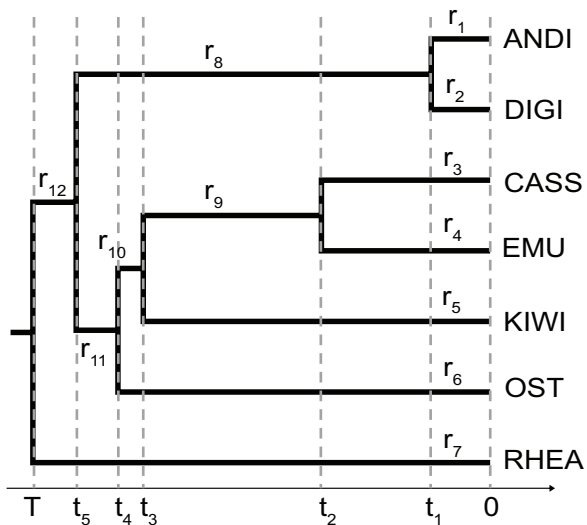 r1 ANDI
r8
r2 DIGI
r12
r3 CASS
r9
r4 EMU
r10
r5 KIWI
r11
r6 OST
r7 RHEA
T t5 t4 t3 t2 t1 0